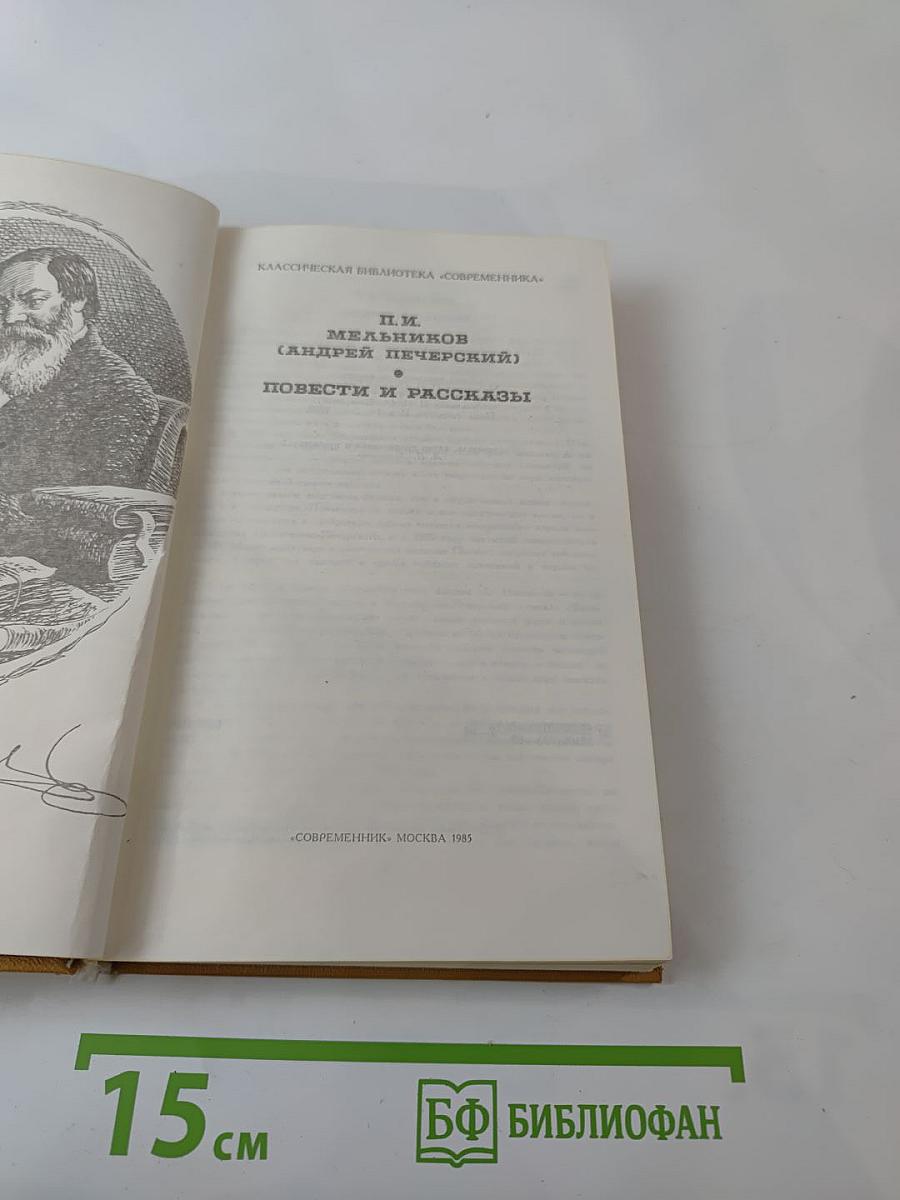 КЛАССИЧЕСКАЯ БИБЛИОТЕКА «СОВРЕМЕННИКА»
П.И.
МЕЛЬНИКОВ
(АНДРЕЙ ПЕЧЕРСКИЙ)
ПОВЕСТИ И РАССКАЗЫ
«СОВРЕМЕННИК» МОСКВА 1985
15 см
БФ БИБЛИОФАН